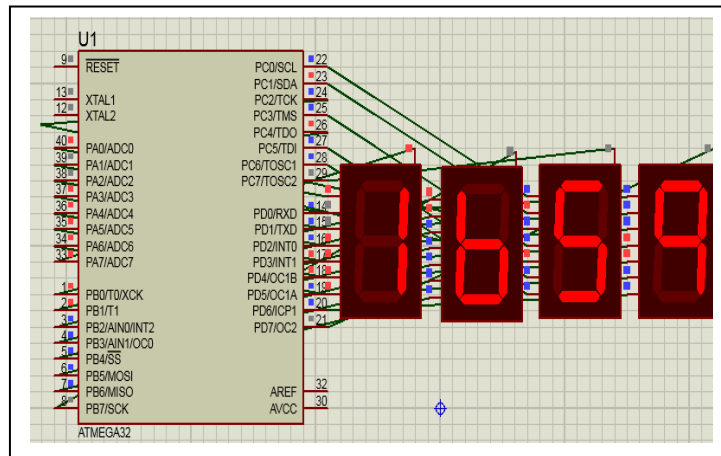 U1
9 RESET PC0/SCL 22
PC1/SDA 23
13 XTAL1 PC2/TCK 24
12 XTAL2 PC3/TMS 25
PC4/TDO 26
40 PA0/ADC0 PC5/TDI 27
39 PA1/ADC1 PC6/TOSC1 28
38 PA2/ADC2 PC7/TOSC2 29
37 PA3/ADC3
36 PA4/ADC4 PD0/RXD 14
35 PA5/ADC5 PD1/TXD 15
34 PA6/ADC6 PD2/INT0 16
33 PA7/ADC7 PD3/INT1 17
PD4/OC1B 18
1 PB0/T0/XCK PD5/OC1A 19
2 PB1/T1 PD6/ICP1 20
3 PB2/AIN0/INT2 PD7/OC2 21
4 PB3/AIN1/OC0
5 PB4/SS
6 PB5/MOSI
7 PB6/MISO AREF 32
8 PB7/SCK AVCC 30
ATMEGA32
1b59